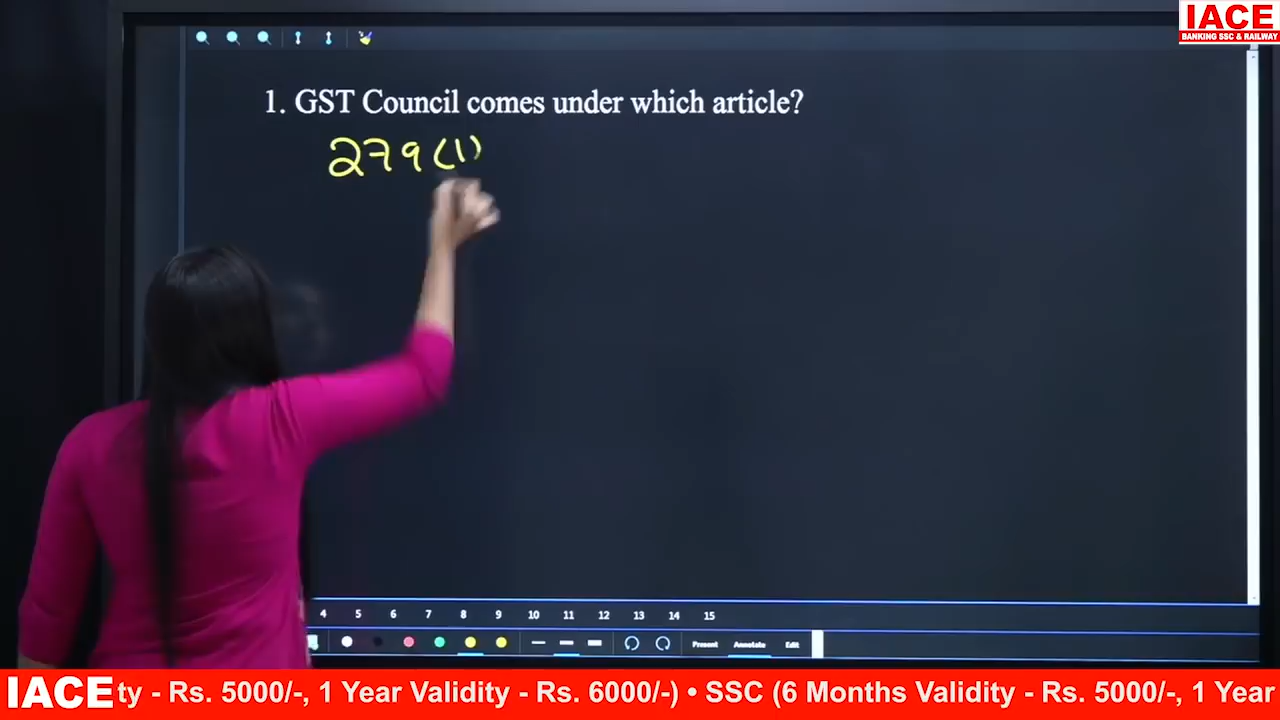 IACE
BANKING SSC & RAILWAY
1. GST Council comes under which article?
279(1)
4 5 6 7 8 9 10 11 12 13 14 15
Present Annotate Edit
IACE ty - Rs. 5000/-, 1 Year Validity - Rs. 6000/-) • SSC (6 Months Validity - Rs. 5000/-, 1 Year